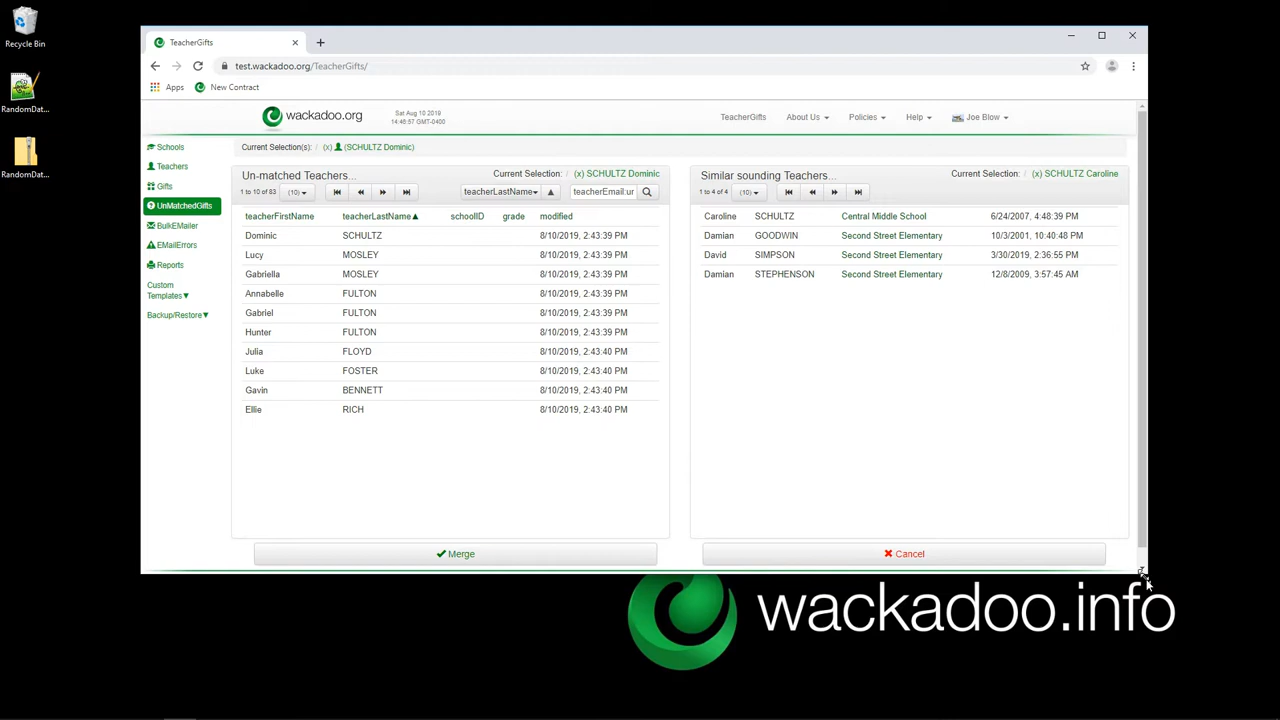 Recycle Bin
RandomDat...
RandomDat...
TeacherGifts
test.wackadoo.org/TeacherGifts/
Apps New Contract
wackadoo.org
Sat Aug 10 2019
14:46:57 GMT-0400
TeacherGifts About Us Policies Help Joe Blow
Schools
Teachers
Gifts
UnMatchedGifts
BulkEMailer
EMailErrors
Reports
Custom
Templates▼
Backup/Restore▼
Current Selection(s): / (x) (SCHULTZ Dominic)
Un-matched Teachers... Current Selection: / (x) SCHULTZ Dominic
1 to 10 of 83 (10) teacherLastName ▲ teacherEmail:ur
teacherFirstName teacherLastName▲ schoolID grade modified
Dominic SCHULTZ 8/10/2019, 2:43:39 PM
Lucy MOSLEY 8/10/2019, 2:43:39 PM
Gabriella MOSLEY 8/10/2019, 2:43:39 PM
Annabelle FULTON 8/10/2019, 2:43:39 PM
Gabriel FULTON 8/10/2019, 2:43:39 PM
Hunter FULTON 8/10/2019, 2:43:39 PM
Julia FLOYD 8/10/2019, 2:43:40 PM
Luke FOSTER 8/10/2019, 2:43:40 PM
Gavin BENNETT 8/10/2019, 2:43:40 PM
Ellie RICH 8/10/2019, 2:43:40 PM
Merge
Similar sounding Teachers... Current Selection: / (x) SCHULTZ Caroline
1 to 4 of 4 (10)
Caroline SCHULTZ Central Middle School 6/24/2007, 4:48:39 PM
Damian GOODWIN Second Street Elementary 10/3/2001, 10:40:48 PM
David SIMPSON Second Street Elementary 3/30/2019, 2:36:55 PM
Damian STEPHENSON Second Street Elementary 12/8/2009, 3:57:45 AM
Cancel
wackadoo.info